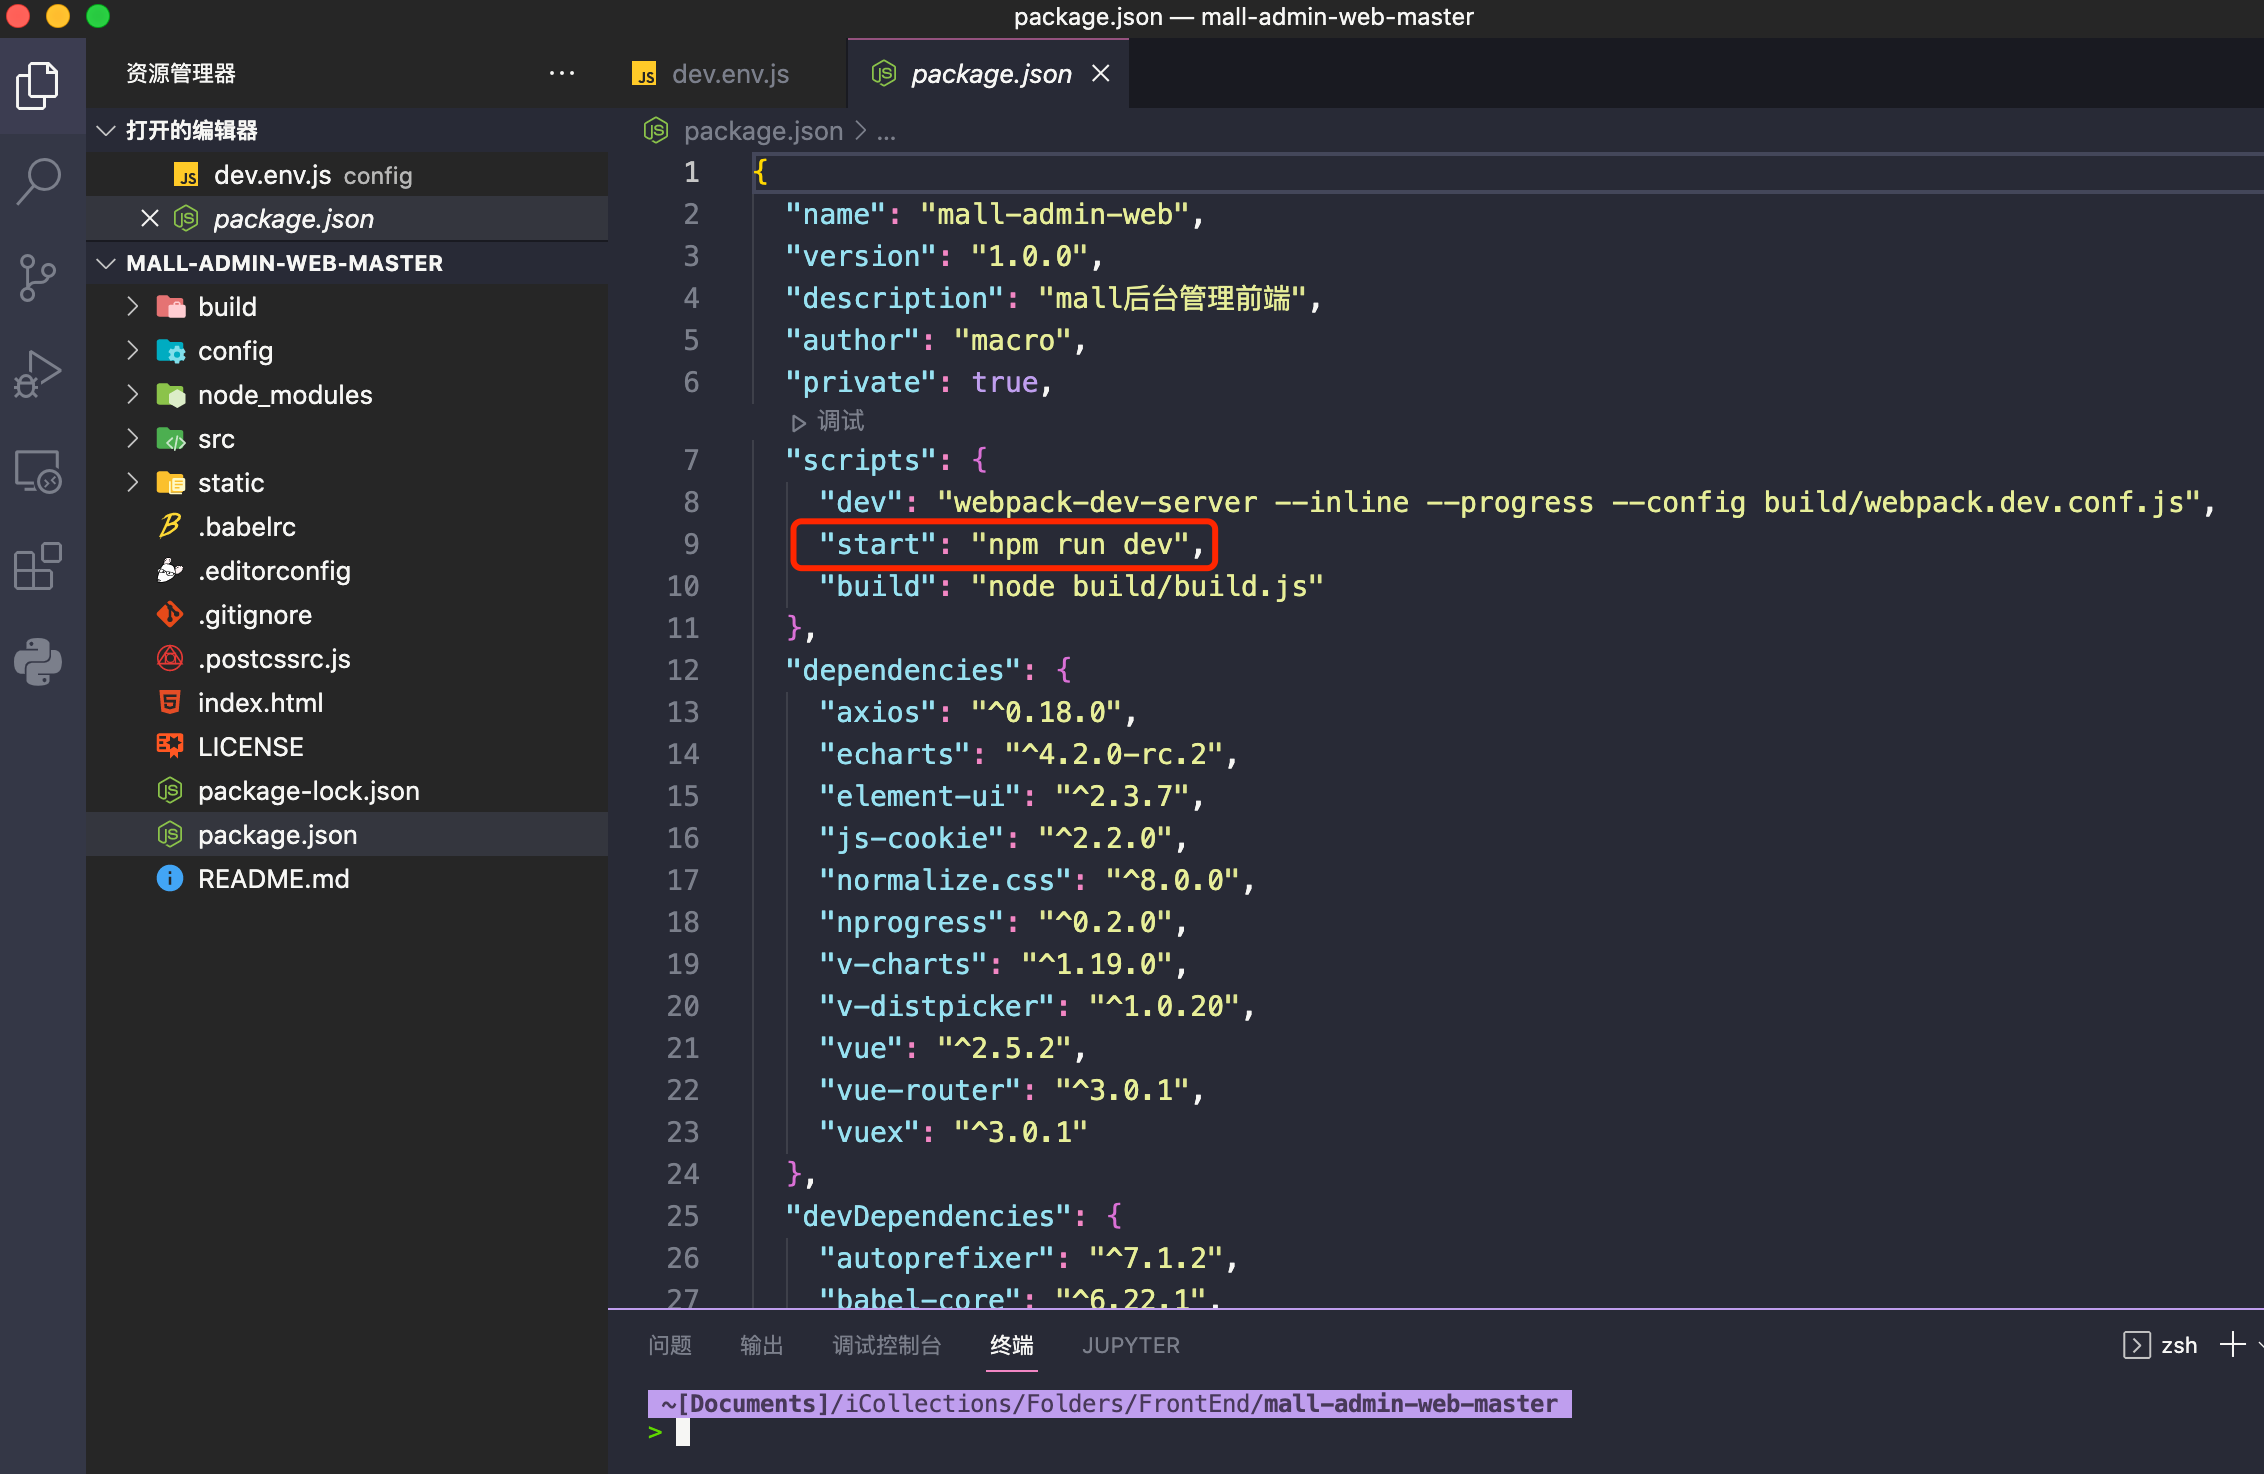 package.json — mall-admin-web-master
资源管理器
打开的编辑器
dev.env.js config
package.json
MALL-ADMIN-WEB-MASTER
build
config
node_modules
src
static
.babelrc
.editorconfig
.gitignore
.postcssrc.js
index.html
LICENSE
package-lock.json
package.json
README.md
dev.env.js
package.json
package.json > ...
1 {
2 "name": "mall-admin-web",
3 "version": "1.0.0",
4 "description": "mall后台管理前端",
5 "author": "macro",
6 "private": true,
调试
7 "scripts": {
8 "dev": "webpack-dev-server --inline --progress --config build/webpack.dev.conf.js",
9 "start": "npm run dev",
10 "build": "node build/build.js"
11 },
12 "dependencies": {
13 "axios": "^0.18.0",
14 "echarts": "^4.2.0-rc.2",
15 "element-ui": "^2.3.7",
16 "js-cookie": "^2.2.0",
17 "normalize.css": "^8.0.0",
18 "nprogress": "^0.2.0",
19 "v-charts": "^1.19.0",
20 "v-distpicker": "^1.0.20",
21 "vue": "^2.5.2",
22 "vue-router": "^3.0.1",
23 "vuex": "^3.0.1"
24 },
25 "devDependencies": {
26 "autoprefixer": "^7.1.2",
27 "babel-core": "^6.22.1",
问题 输出 调试控制台 终端 JUPYTER zsh
~[Documents]/iCollections/Folders/FrontEnd/mall-admin-web-master
>